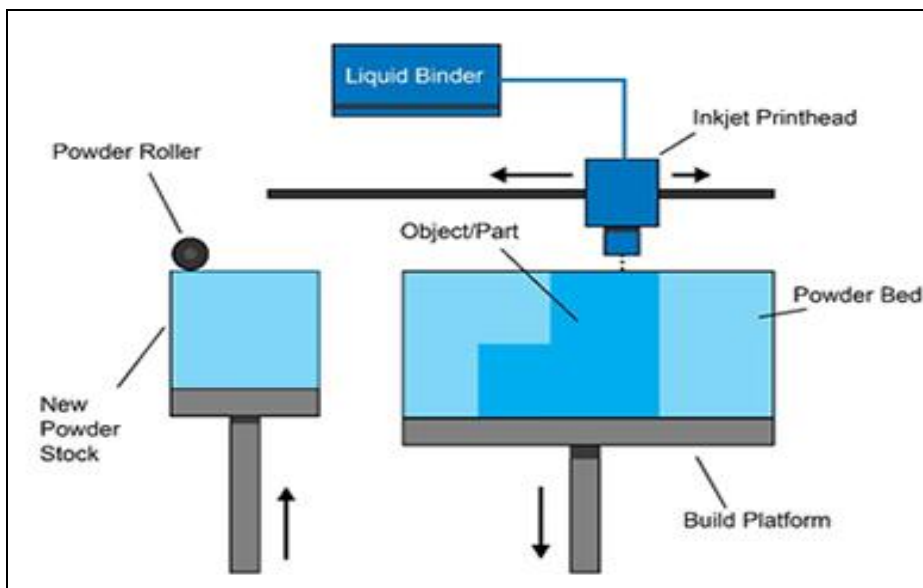 Liquid Binder
Inkjet Printhead
Powder Roller
Object/Part
Powder Bed
New
Powder
Stock
Build Platform